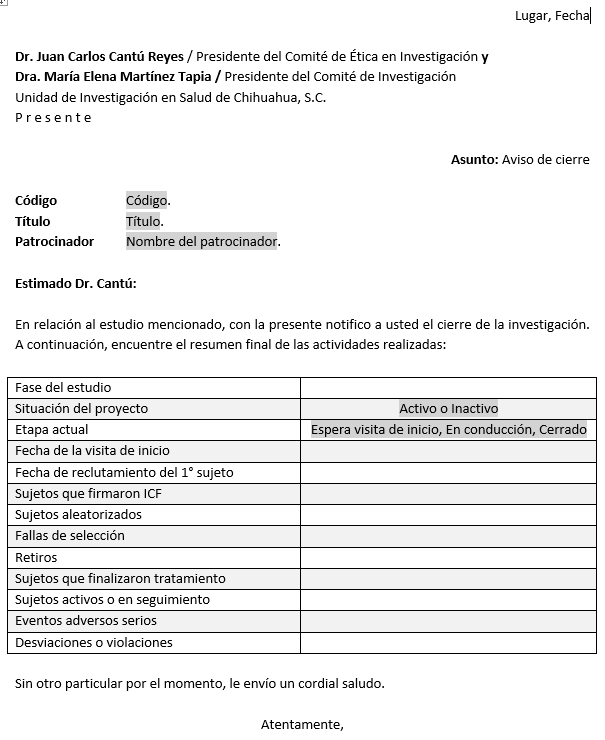 Lugar, Fecha
Dr. Juan Carlos Cantú Reyes / Presidente del Comité de Ética en Investigación y
Dra. María Elena Martínez Tapia / Presidente del Comité de Investigación
Unidad de Investigación en Salud de Chihuahua, S.C.
P r e s e n t e
Asunto: Aviso de cierre
Código Código.
Título Título.
Patrocinador Nombre del patrocinador.
Estimado Dr. Cantú:
En relación al estudio mencionado, con la presente notifico a usted el cierre de la investigación.
A continuación, encuentre el resumen final de las actividades realizadas:
Fase del estudio
Situación del proyecto Activo o Inactivo
Etapa actual Espera visita de inicio, En conducción, Cerrado
Fecha de la visita de inicio
Fecha de reclutamiento del 1° sujeto
Sujetos que firmaron ICF
Sujetos aleatorizados
Fallas de selección
Retiros
Sujetos que finalizaron tratamiento
Sujetos activos o en seguimiento
Eventos adversos serios
Desviaciones o violaciones
Sin otro particular por el momento, le envío un cordial saludo.
Atentamente,